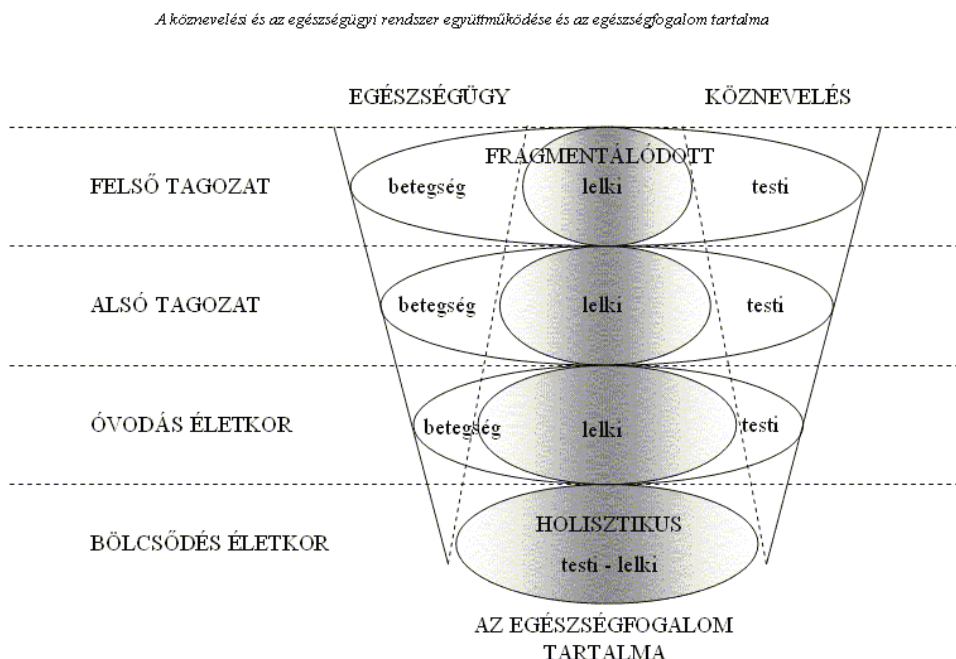 A köznevelési és az egészségügyi rendszer együttműködése és az egészségfogalom tartalma
EGÉSZSÉGÜGY KÖZNEVELÉS
FRAGMENTÁLÓDOTT
FELSŐ TAGOZAT betegség lelki testi
ALSÓ TAGOZAT betegség lelki testi
ÓVODÁS ÉLETKOR betegség lelki testi
HOLISZTIKUS
BÖLCSŐDÉS ÉLETKOR
testi - lelki
AZ EGÉSZSÉGFOGALOM
TARTALMA